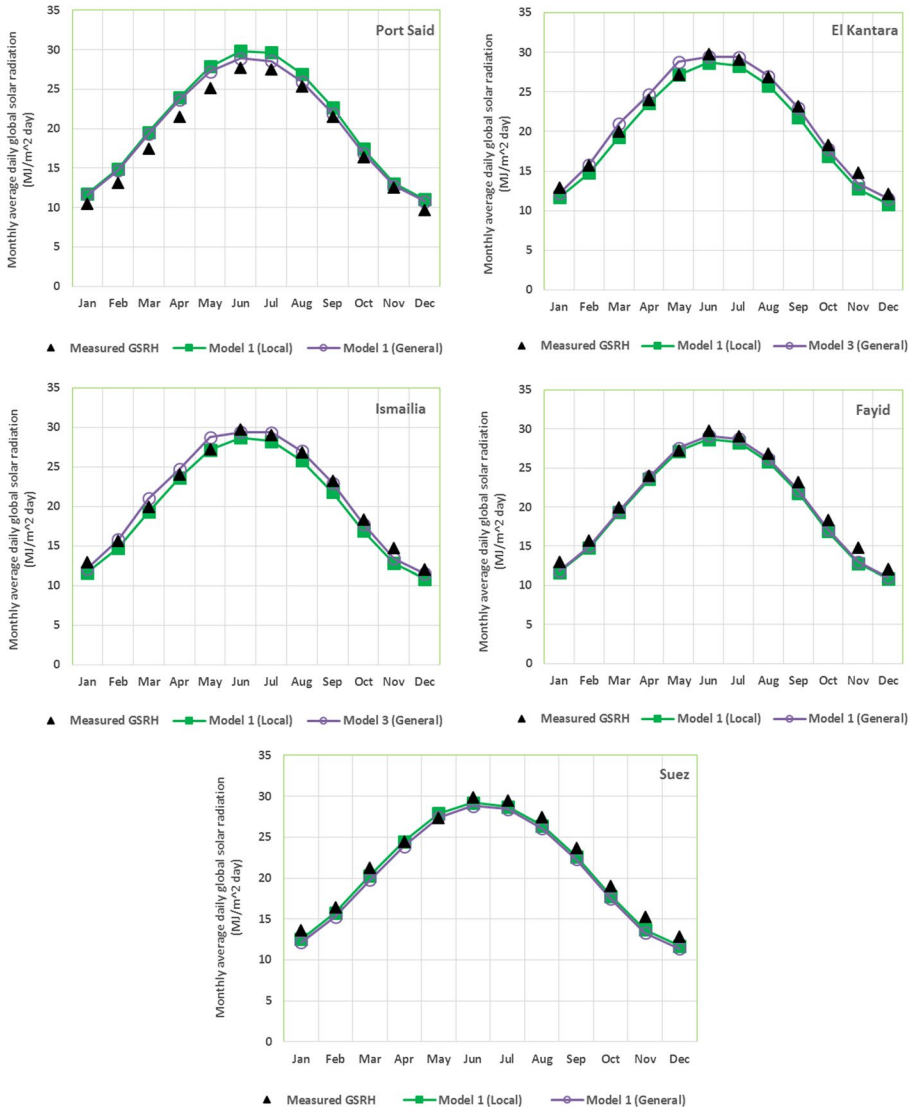 Port Said
Monthly average daily global solar radiation
(MJ/m^2 day)
35
30
25
20
15
10
5
0
Jan Feb Mar Apr May Jun Jul Aug Sep Oct Nov Dec
Measured GSRH Model 1 (Local) Model 1 (General)
El Kantara
Monthly average daily global solar radiation
(MJ/m^2 day)
35
30
25
20
15
10
5
0
Jan Feb Mar Apr May Jun Jul Aug Sep Oct Nov Dec
Measured GSRH Model 1 (Local) Model 3 (General)
Ismailia
Monthly average daily global solar radiation
(MJ/m^2 day)
35
30
25
20
15
10
5
0
Jan Feb Mar Apr May Jun Jul Aug Sep Oct Nov Dec
Measured GSRH Model 1 (Local) Model 3 (General)
Fayid
Monthly average daily global solar radiation
(MJ/m^2 day)
35
30
25
20
15
10
5
0
Jan Feb Mar Apr May Jun Jul Aug Sep Oct Nov Dec
Measured GSRH Model 1 (Local) Model 1 (General)
Suez
Monthly average daily global solar radiation
(MJ/m^2 day)
35
30
25
20
15
10
5
0
Jan Feb Mar Apr May Jun Jul Aug Sep Oct Nov Dec
Measured GSRH Model 1 (Local) Model 1 (General)